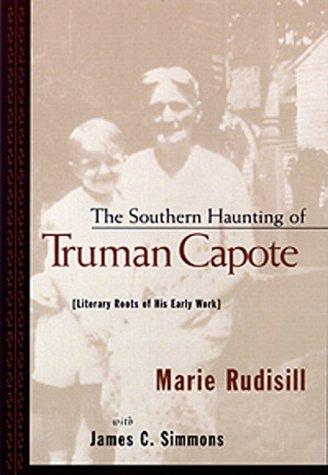 The Southern Haunting of
Truman Capote
[Literary Roots of His Early Work]
Marie Rudisill
with
James C. Simmons